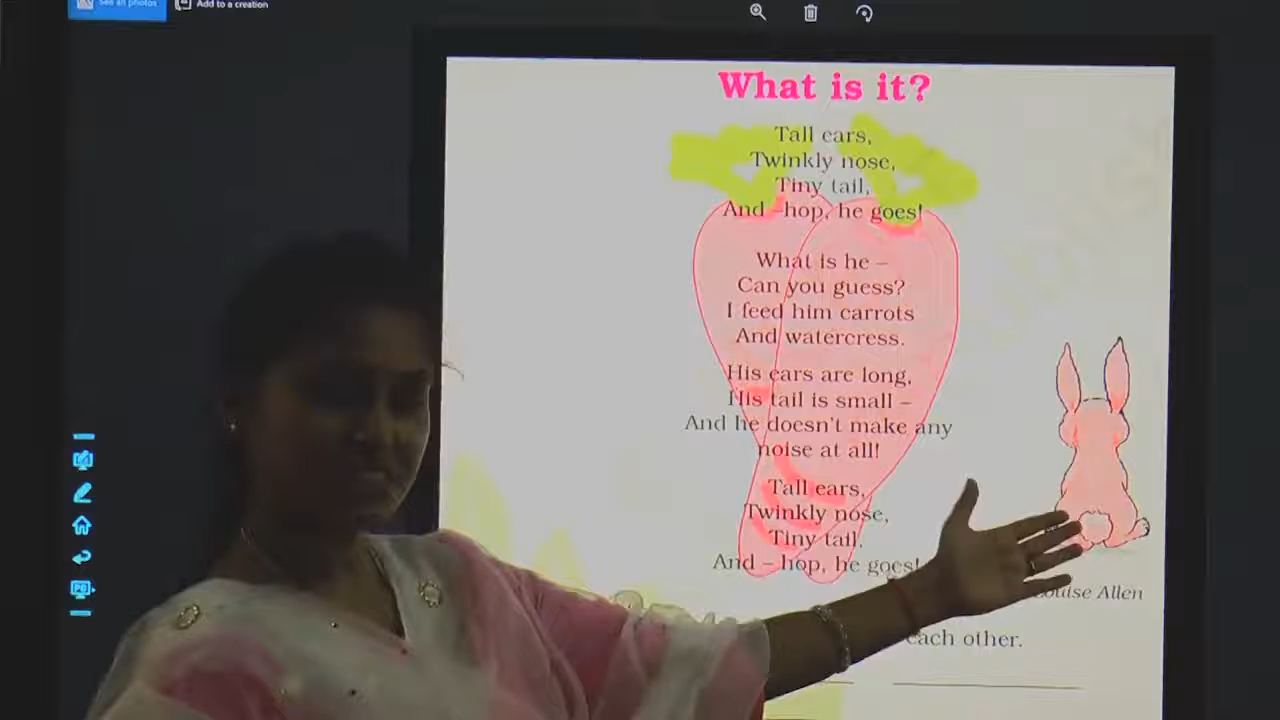 See all photos
Add to a creation
What is it?
Tall ears,
Twinkly nose,
Tiny tail,
And –hop, he goes!
What is he –
Can you guess?
I feed him carrots
And watercress.
His ears are long,
His tail is small –
And he doesn't make any
noise at all!
Tall ears,
Twinkly nose,
Tiny tail,
And – hop, he goes!
Louise Allen
each other.